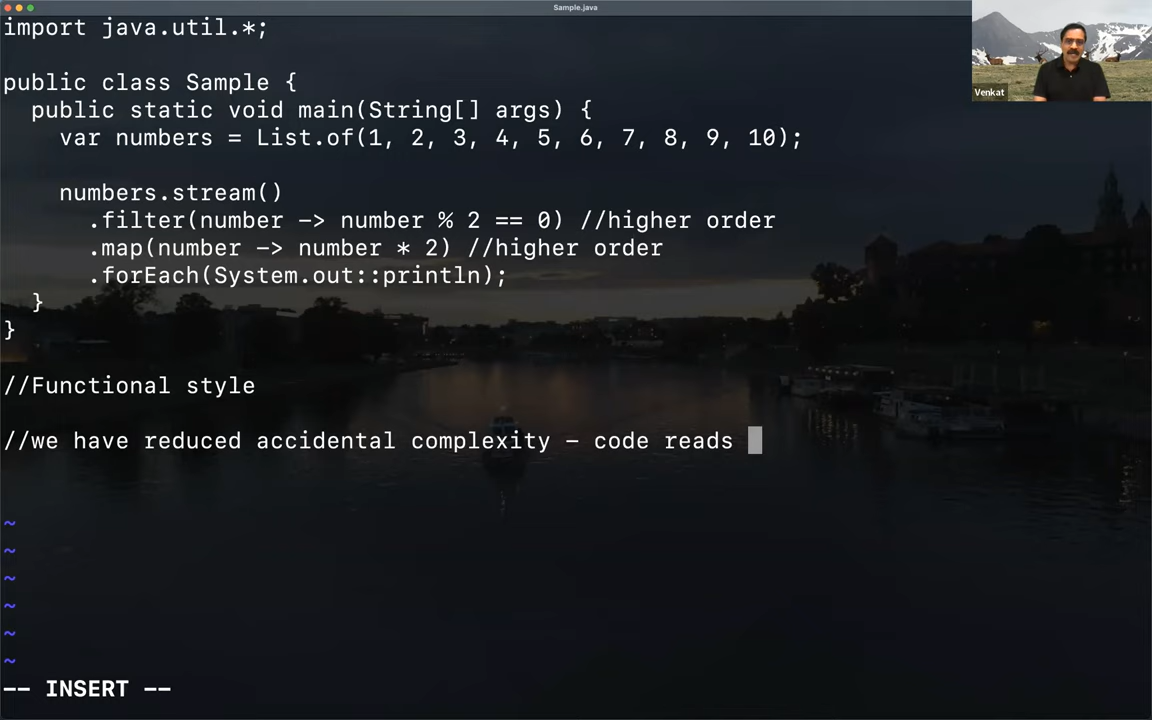 Sample.java
import java.util.*;
public class Sample {
public static void main(String[] args) {
var numbers = List.of(1, 2, 3, 4, 5, 6, 7, 8, 9, 10);
numbers.stream()
.filter(number -> number % 2 == 0) //higher order
.map(number -> number * 2) //higher order
.forEach(System.out::println);
}
}
//Functional style
//we have reduced accidental complexity - code reads
~
~
~
~
~
~
-- INSERT --
Venkat